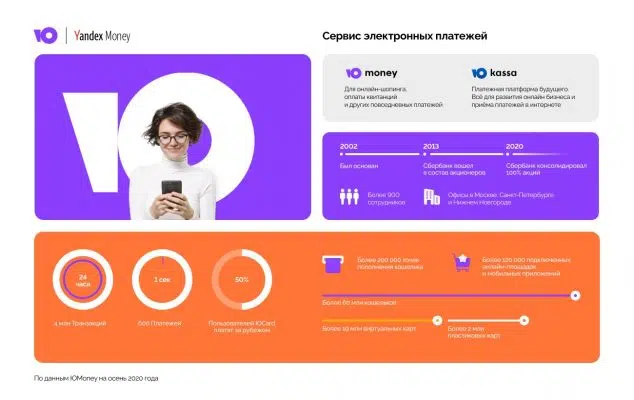 Ю Yandex Money
Сервис электронных платежей
Ю money
Для онлайн-шопинга,
оплаты квитанций
и других повседневных платежей
Ю kassa
Платежная платформа будущего.
Всё для развития онлайн бизнеса и
приёма платежей в интернете
Ю
2002
Был основан
2013
Сбербанк вошел
в состав акционеров
2020
Сбербанк консолидировал
100% акций
Более 900
сотрудников
Офисы в Москве, Санкт-Петербурге
и Нижнем Новгороде
24
часа
4 млн Транзакций
1 сек
600 Платежей
50%
Пользователей ЮCard
платят за рубежом
Более 200 000 точек
пополнения кошелька
Более 120 000 подключенных
онлайн-площадок
и мобильных приложений
Более 60 млн кошельков
Более 19 млн виртуальных карт
Более 2 млн
пластиковых карт
По данным ЮMoney на осень 2020 года